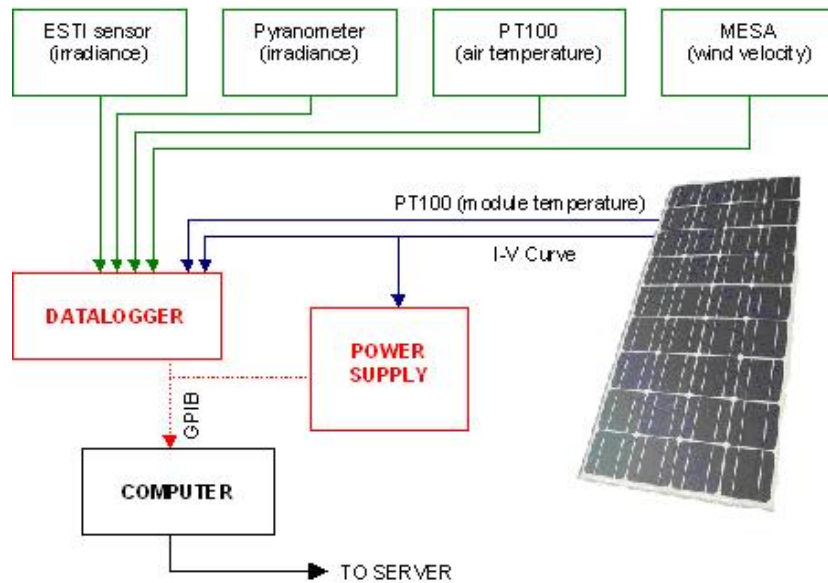 ESTI sensor
(irradiance)
Pyranometer
(irradiance)
PT100
(air temperature)
MESA
(wind velocity)
PT100 (module temperature)
I-V Curve
DATALOGGER
POWER
SUPPLY
GPIB
COMPUTER
TO SERVER